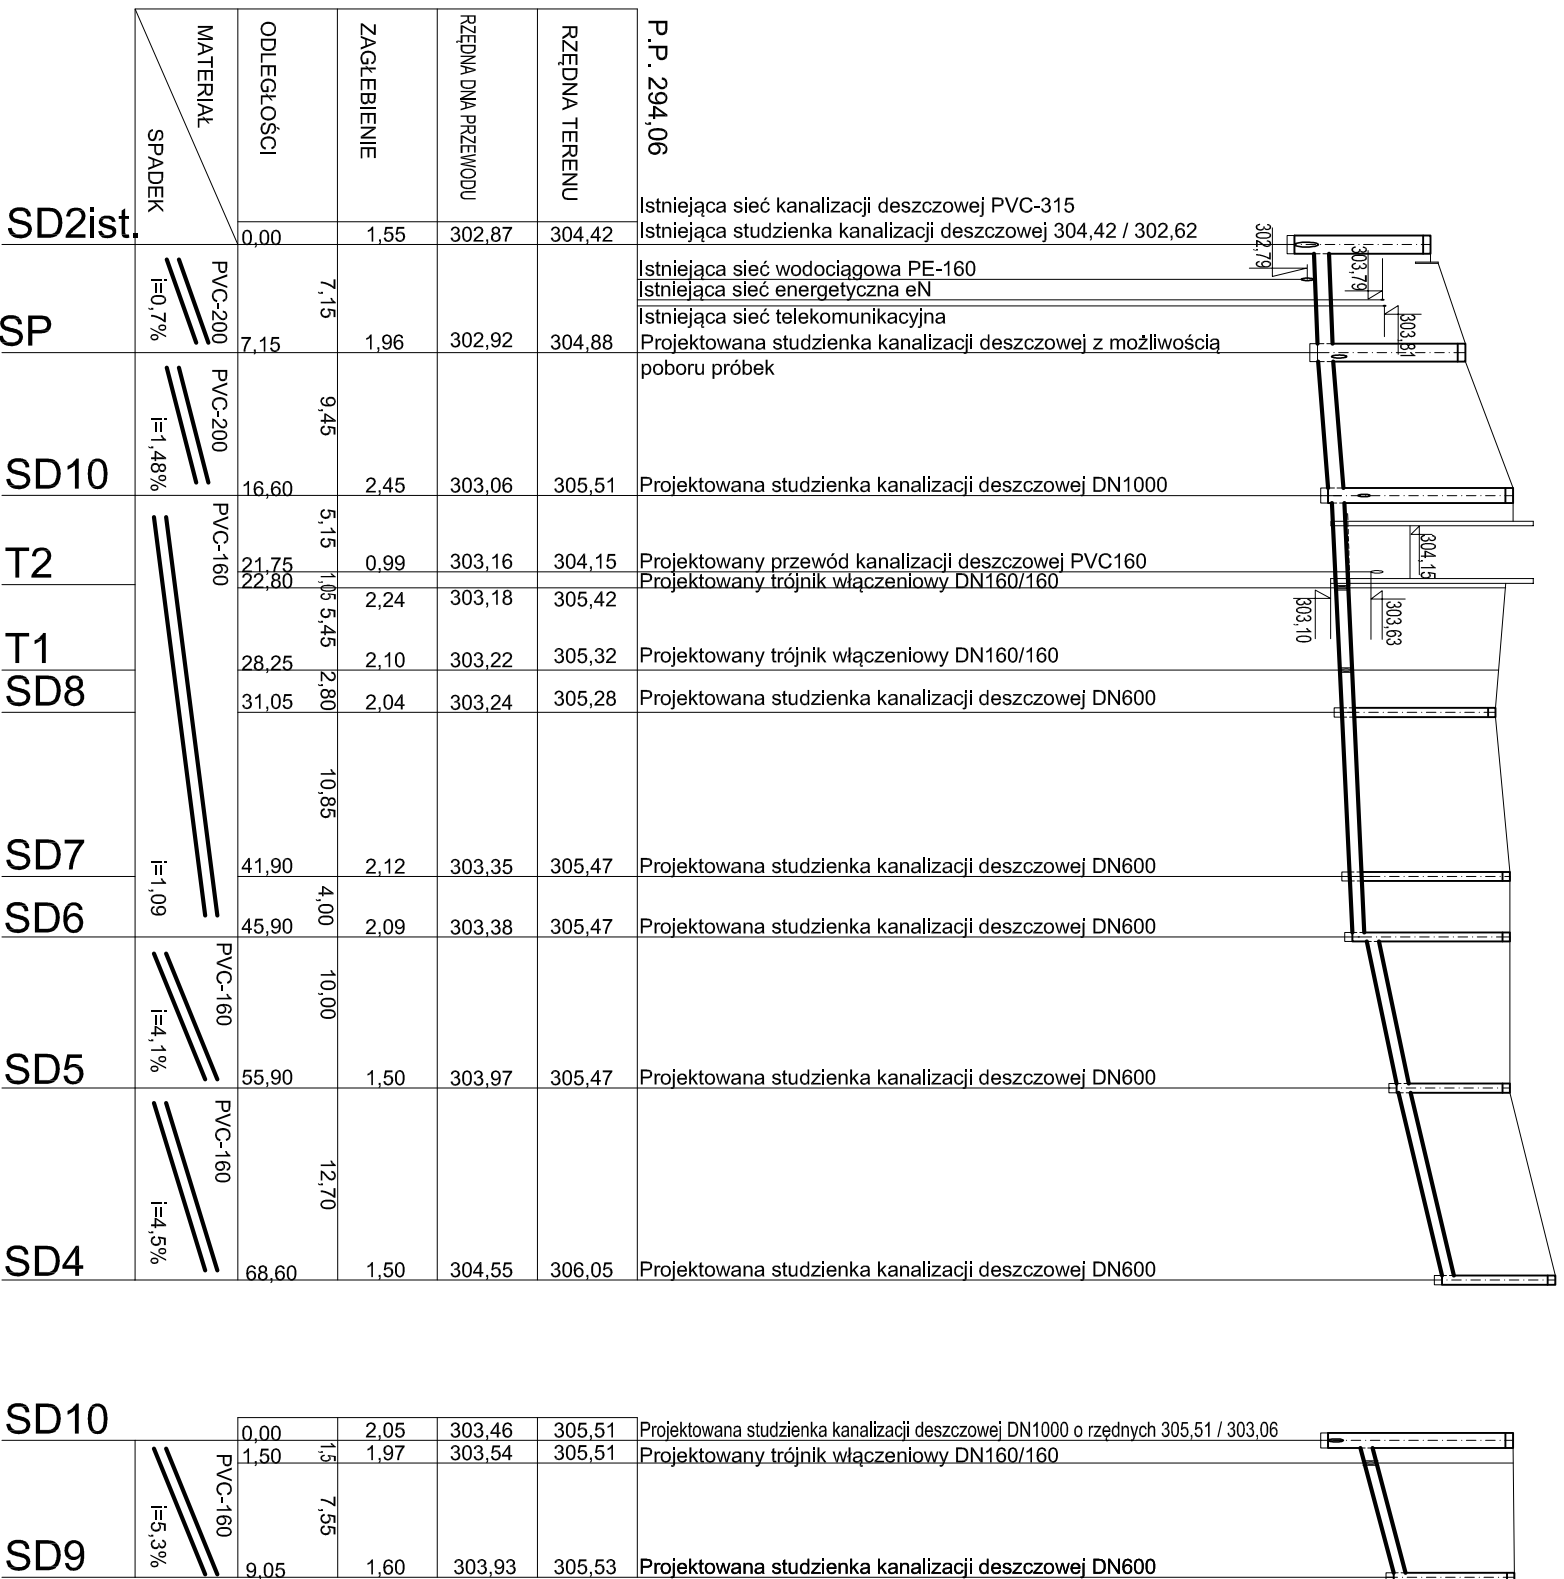 P.P. 294,06
RZĘDNA TERENU
RZĘDNA DNA PRZEWODU
ZAGŁEBIENIE
ODLEGŁOŚCI
MATERIAŁ
SPADEK
Istniejąca sieć kanalizacji deszczowej PVC-315
SD2ist. 0,00 1,55 302,87 304,42 Istniejąca studzienka kanalizacji deszczowej 304,42 / 302,62
302,79
303,79
303,81
PVC-200
i=0,7%
7,15
Istniejąca sieć wodociągowa PE-160
Istniejąca sieć energetyczna eN
Istniejąca sieć telekomunikacyjna
SP 7,15 1,96 302,92 304,88 Projektowana studzienka kanalizacji deszczowej z możliwością
poboru próbek
PVC-200
i=1,48%
9,45
SD10 16,60 2,45 303,06 305,51 Projektowana studzienka kanalizacji deszczowej DN1000
PVC-160
i=1,09
5,15
304,15
T2 21,75 0,99 303,16 304,15 Projektowany przewód kanalizacji deszczowej PVC160
22,80 1,05 Projektowany trójnik włączeniowy DN160/160
2,24 303,18 305,42
303,10
303,63
5,45
T1 28,25 2,10 303,22 305,32 Projektowany trójnik włączeniowy DN160/160
2,80
SD8 31,05 2,04 303,24 305,28 Projektowana studzienka kanalizacji deszczowej DN600
10,85
SD7 41,90 2,12 303,35 305,47 Projektowana studzienka kanalizacji deszczowej DN600
4,00
SD6 45,90 2,09 303,38 305,47 Projektowana studzienka kanalizacji deszczowej DN600
PVC-160
i=4,1%
10,00
SD5 55,90 1,50 303,97 305,47 Projektowana studzienka kanalizacji deszczowej DN600
PVC-160
i=4,5%
12,70
SD4 68,60 1,50 304,55 306,05 Projektowana studzienka kanalizacji deszczowej DN600
SD10 0,00 2,05 303,46 305,51 Projektowana studzienka kanalizacji deszczowej DN1000 o rzędnych 305,51 / 303,06
1,50 1,5 1,97 303,54 305,51 Projektowany trójnik włączeniowy DN160/160
PVC-160
i=5,3%
7,55
SD9 9,05 1,60 303,93 305,53 Projektowana studzienka kanalizacji deszczowej DN600